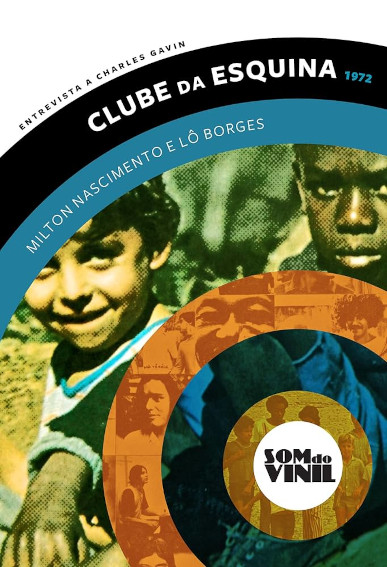 ENTREVISTA A CHARLES GAVIN
CLUBE DA ESQUINA 1972
MILTON NASCIMENTO E LÔ BORGES
SOM do
VINIL